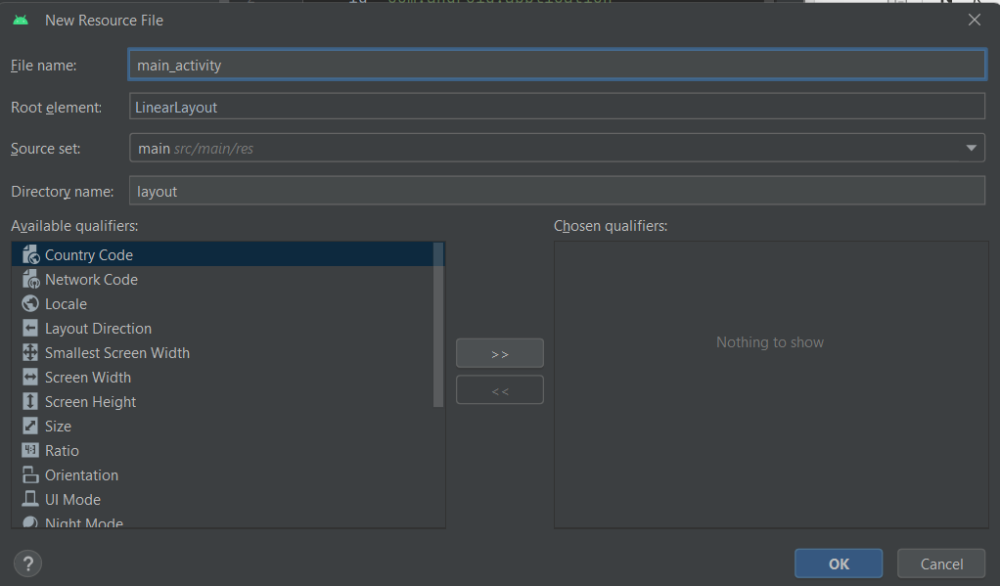 New Resource File
File name: main_activity
Root element: LinearLayout
Source set: main src/main/res
Directory name: layout
Available qualifiers:
Chosen qualifiers:
Country Code
Network Code
Locale
Layout Direction
Smallest Screen Width
Screen Width
Screen Height
Size
Ratio
Orientation
UI Mode
Night Mode
>>
<<
Nothing to show
?
OK
Cancel